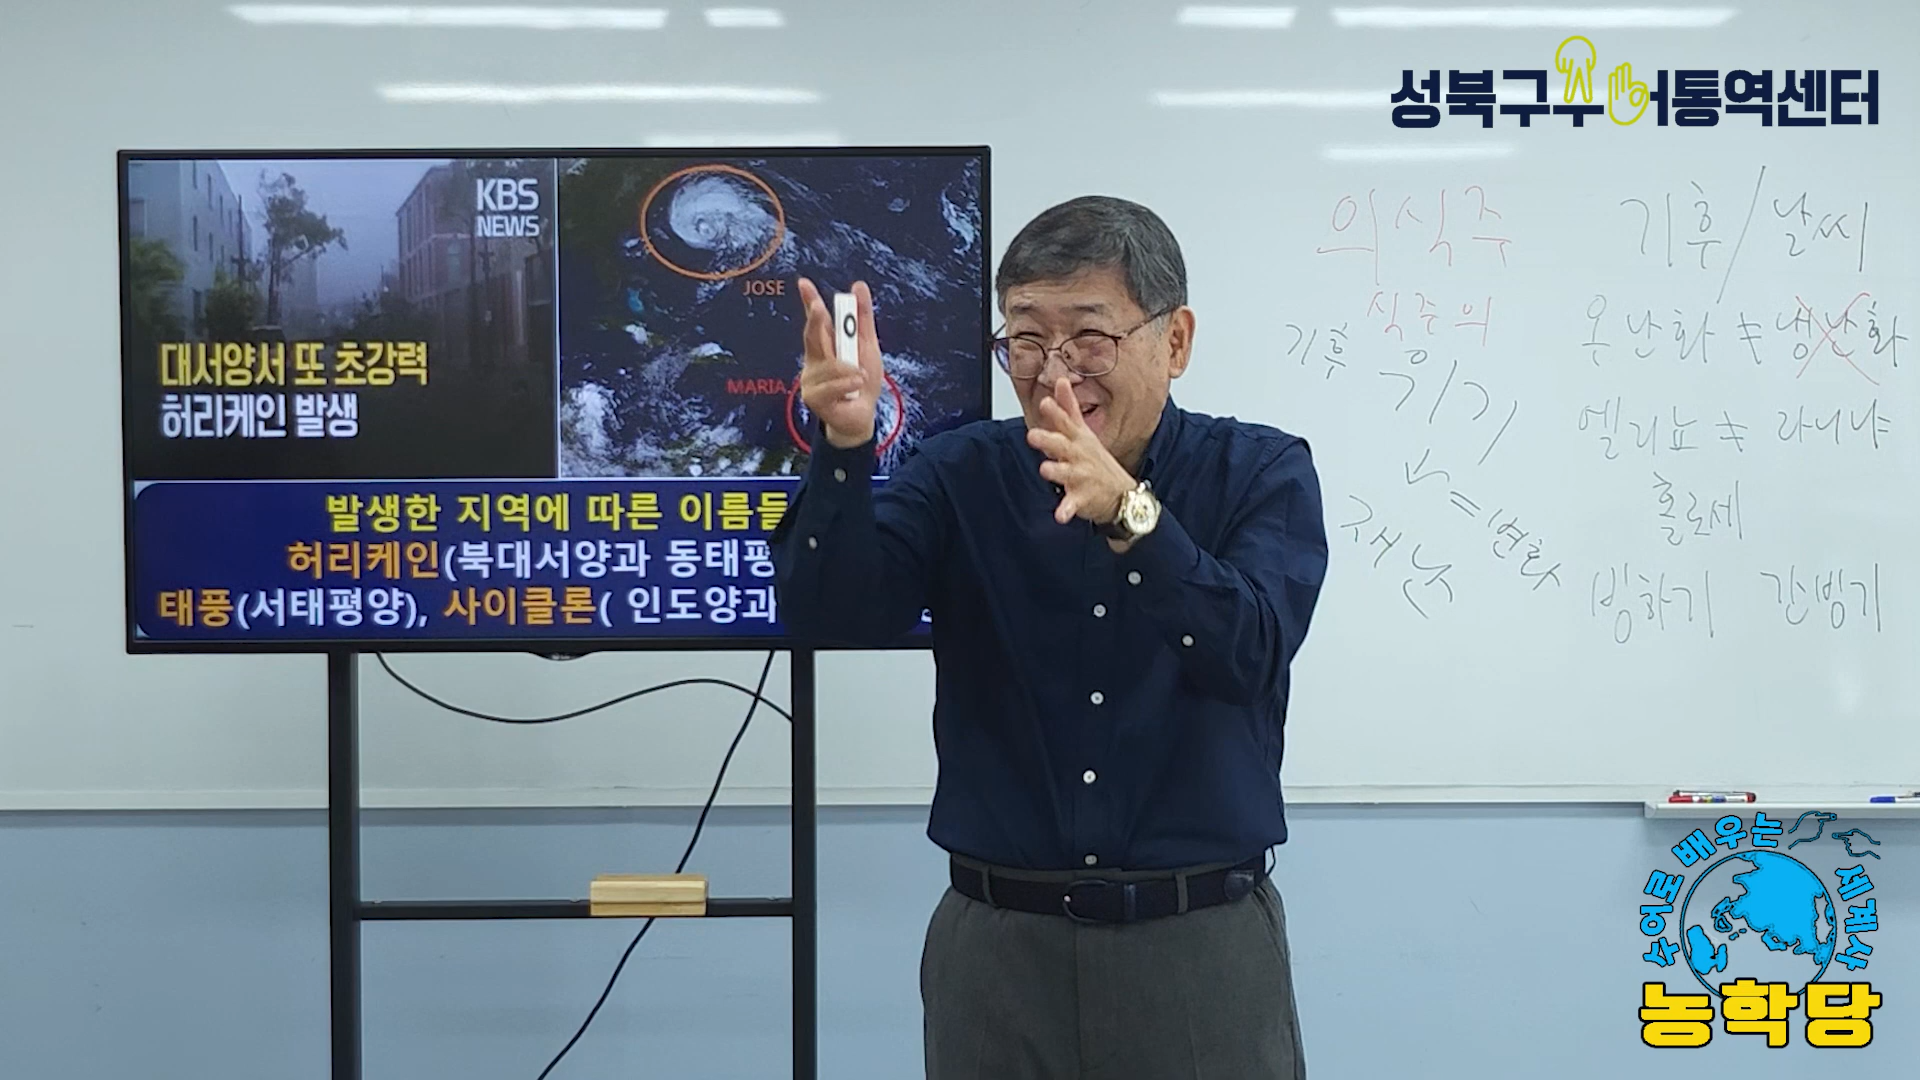 성북구수어통역센터
KBS
NEWS
대서양서 또 초강력
허리케인 발생
JOSE
MARIA
발생한 지역에 따른 이름들
허리케인(북대서양과 동태평
태풍(서태평양), 사이클론( 인도양과
의식주
식주의
기후
기후/날씨
온난화 ≠ 냉난화
엘리뇨 ≠ 라니냐
홀로세
빙하기 간빙기
= 변화
수어로 배우는 세계사
농학당